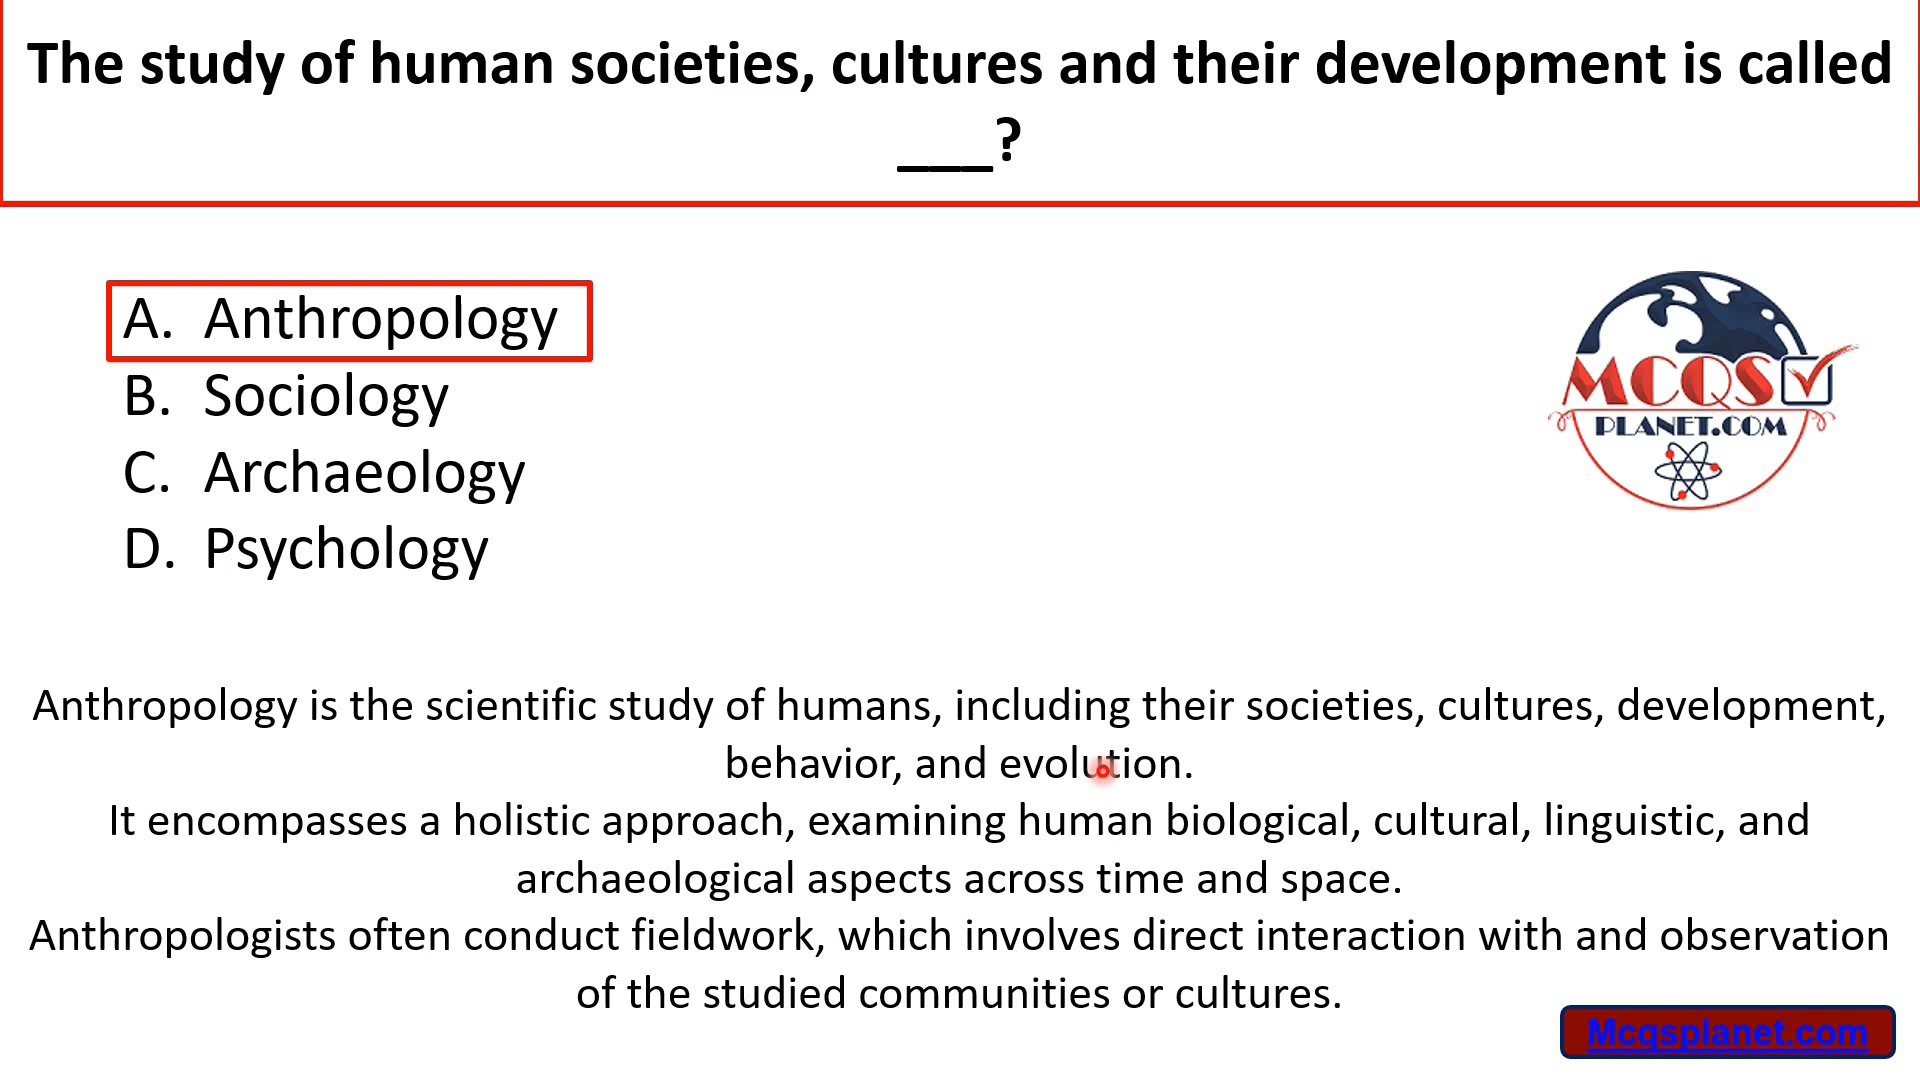 The study of human societies, cultures and their development is called
___?
A. Anthropology
B. Sociology
C. Archaeology
D. Psychology
MCQS
PLANET.COM
Anthropology is the scientific study of humans, including their societies, cultures, development,
behavior, and evolution.
It encompasses a holistic approach, examining human biological, cultural, linguistic, and
archaeological aspects across time and space.
Anthropologists often conduct fieldwork, which involves direct interaction with and observation
of the studied communities or cultures.
Mcqsplanet.com